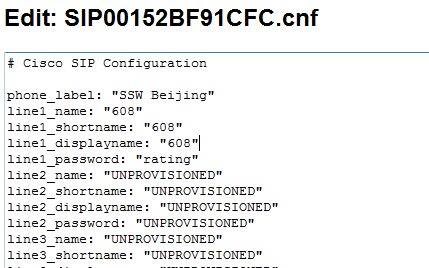 Edit: SIP00152BF91CFC.cnf
# Cisco SIP Configuration
phone_label: "SSW Beijing"
line1_name: "608"
line1_shortname: "608"
line1_displayname: "608"
line1_password: "rating"
line2_name: "UNPROVISIONED"
line2_shortname: "UNPROVISIONED"
line2_displayname: "UNPROVISIONED"
line2_password: "UNPROVISIONED"
line3_name: "UNPROVISIONED"
line3_shortname: "UNPROVISIONED"